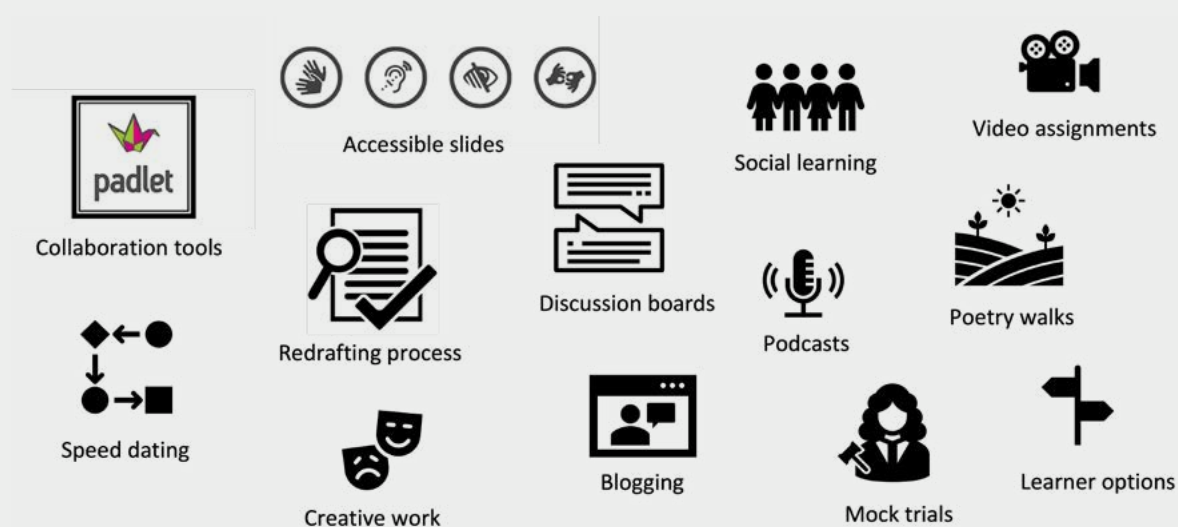 padlet
Collaboration tools
Accessible slides
Social learning
Video assignments
Redrafting process
Discussion boards
Podcasts
Poetry walks
Speed dating
Creative work
Blogging
Mock trials
Learner options